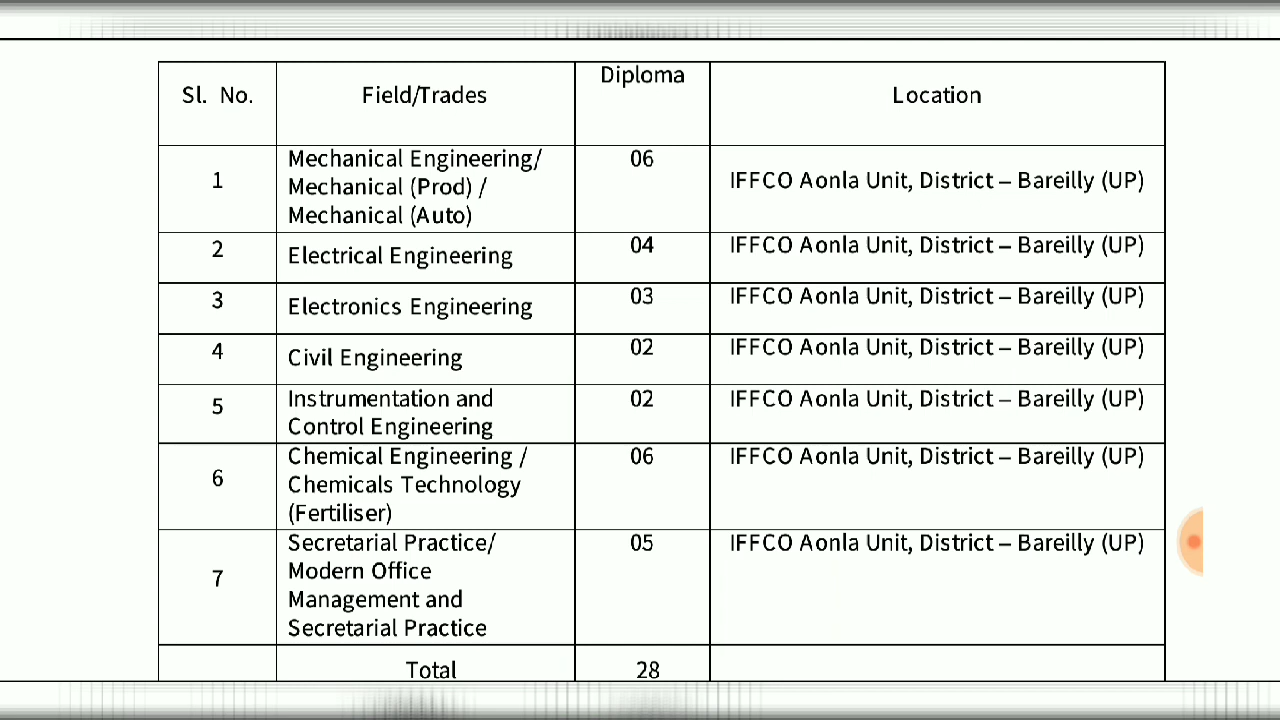 Sl. No. Field/Trades Diploma Location
1 Mechanical Engineering/ 06 IFFCO Aonla Unit, District – Bareilly (UP)
Mechanical (Prod) /
Mechanical (Auto)
2 Electrical Engineering 04 IFFCO Aonla Unit, District – Bareilly (UP)
3 Electronics Engineering 03 IFFCO Aonla Unit, District – Bareilly (UP)
4 Civil Engineering 02 IFFCO Aonla Unit, District – Bareilly (UP)
5 Instrumentation and 02 IFFCO Aonla Unit, District – Bareilly (UP)
Control Engineering
6 Chemical Engineering / 06 IFFCO Aonla Unit, District – Bareilly (UP)
Chemicals Technology
(Fertiliser)
7 Secretarial Practice/ 05 IFFCO Aonla Unit, District – Bareilly (UP)
Modern Office
Management and
Secretarial Practice
Total 28